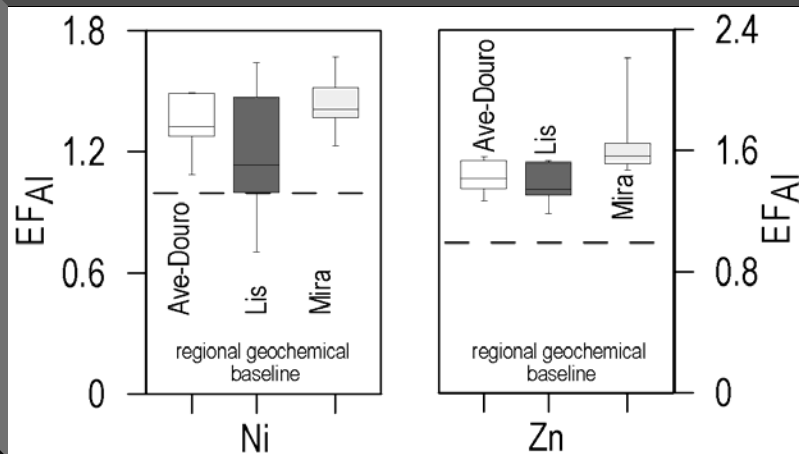 1.8
1.2
0.6
0
EFAl
Ave-Douro
Lis
Mira
regional geochemical
baseline
Ni
Ave-Douro
Lis
Mira
regional geochemical
baseline
Zn
2.4
1.6
0.8
0
EFAl